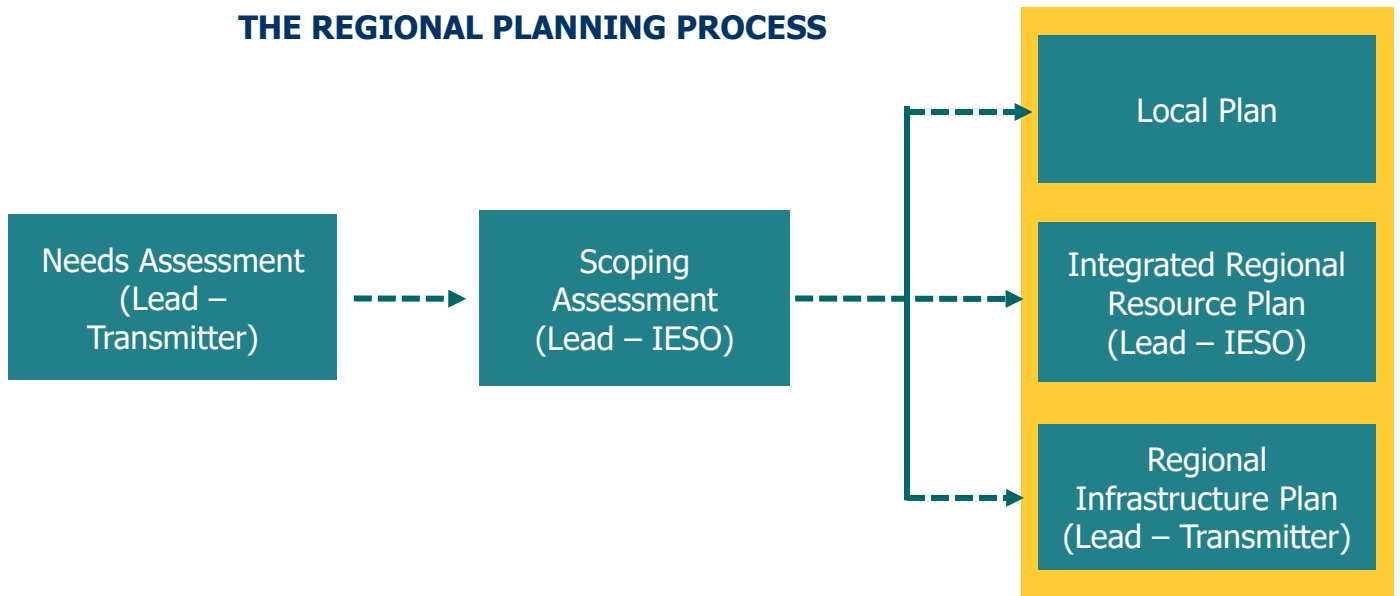 THE REGIONAL PLANNING PROCESS
Needs Assessment
(Lead –
Transmitter)
Scoping
Assessment
(Lead – IESO)
Local Plan
Integrated Regional
Resource Plan
(Lead – IESO)
Regional
Infrastructure Plan
(Lead – Transmitter)